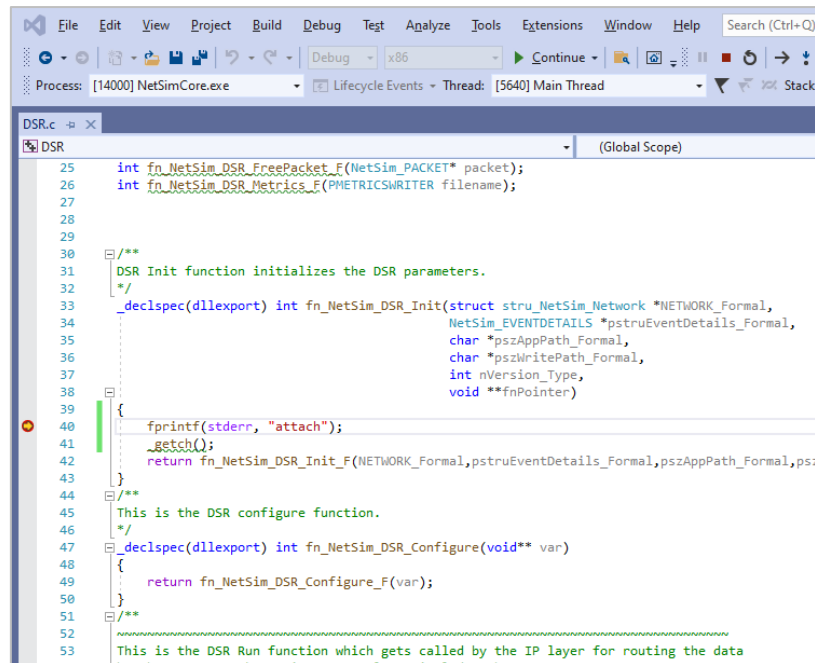 File Edit View Project Build Debug Test Analyze Tools Extensions Window Help Search (Ctrl+Q)
Debug x86 Continue
Process: [14000] NetSimCore.exe Lifecycle Events Thread: [5640] Main Thread Stack
DSR.c
DSR (Global Scope)
25 int fn_NetSim_DSR_FreePacket_F(NetSim_PACKET* packet);
26 int fn_NetSim_DSR_Metrics_F(PMETRICSWRITER filename);
27
28
29
30 /**
31 DSR Init function initializes the DSR parameters.
32 */
33 _declspec(dllexport) int fn_NetSim_DSR_Init(struct stru_NetSim_Network *NETWORK_Formal,
34 NetSim_EVENTDETAILS *pstruEventDetails_Formal,
35 char *pszAppPath_Formal,
36 char *pszWritePath_Formal,
37 int nVersion_Type,
38 void **fnPointer)
39 {
40 fprintf(stderr, "attach");
41 _getch();
42 return fn_NetSim_DSR_Init_F(NETWORK_Formal,pstruEventDetails_Formal,pszAppPath_Formal,psz
43 }
44 /**
45 This is the DSR configure function.
46 */
47 _declspec(dllexport) int fn_NetSim_DSR_Configure(void** var)
48 {
49 return fn_NetSim_DSR_Configure_F(var);
50 }
51 /**
52 ~~~~~~~~~~~~~~~~~~~~~~~~~~~~~~~~~~~~~~~~~~~~~~~~~~~~~~~~~~~~~~~~~~~~~~~~~~~~~~~~~~~
53 This is the DSR Run function which gets called by the IP layer for routing the data